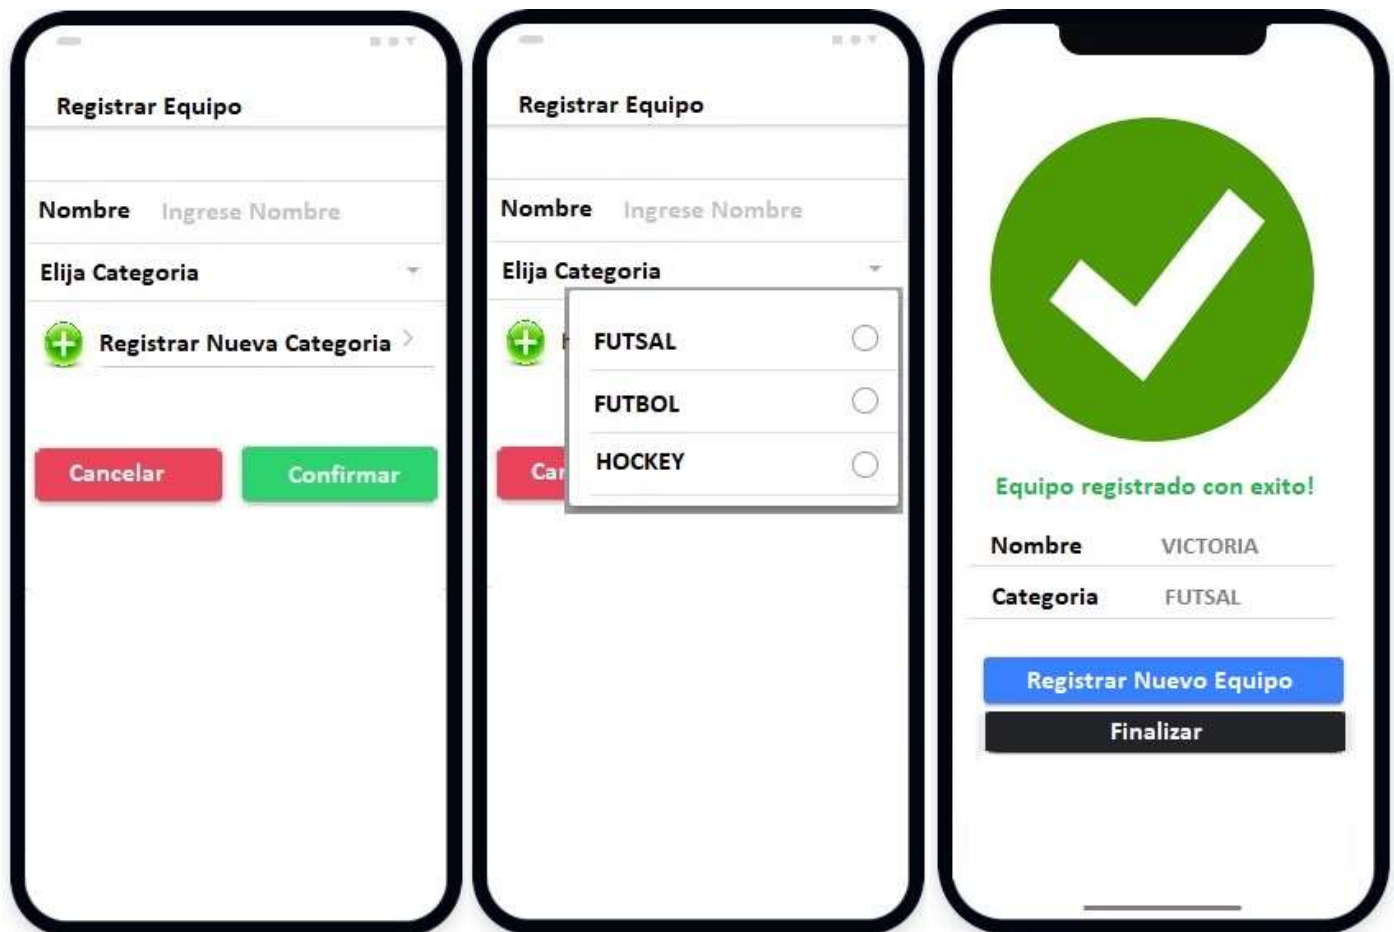 Registrar Equipo
Nombre Ingrese Nombre
Elija Categoria
Registrar Nueva Categoria
Cancelar Confirmar
Registrar Equipo
Nombre Ingrese Nombre
Elija Categoria
FUTSAL
FUTBOL
HOCKEY
Equipo registrado con exito!
Nombre VICTORIA
Categoria FUTSAL
Registrar Nuevo Equipo
Finalizar